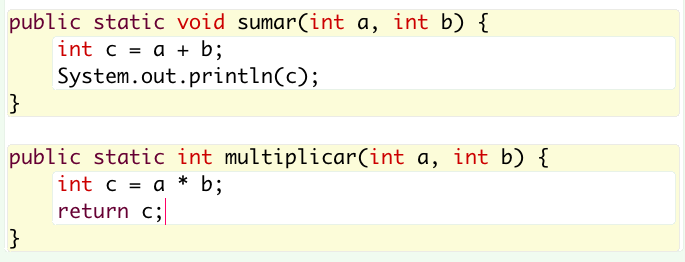 public static void sumar(int a, int b) {
    int c = a + b;
    System.out.println(c);
}
public static int multiplicar(int a, int b) {
    int c = a * b;
    return c;
}